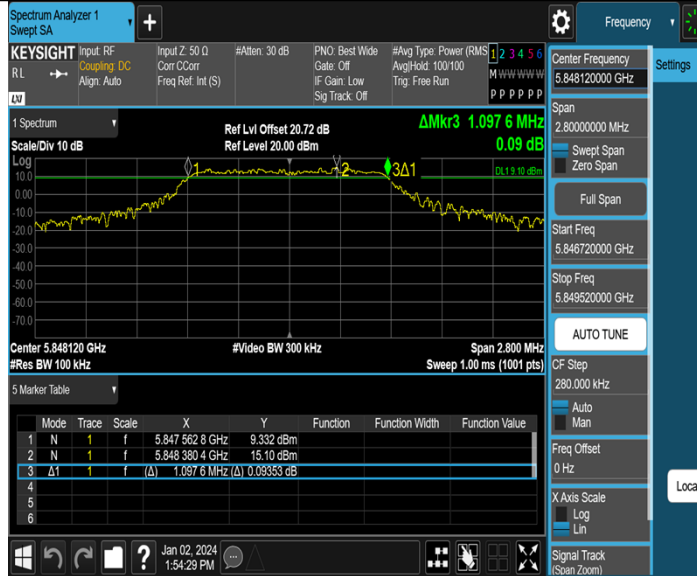 Spectrum Analyzer 1
Swept SA
Frequency
KEYSIGHT
RL
LXI
Input: RF
Coupling: DC
Align: Auto
Input Z: 50 Ω
Corr CCorr
Freq Ref: Int (S)
#Atten: 30 dB
PNO: Best Wide
Gate: Off
IF Gain: Low
Sig Track: Off
#Avg Type: Power (RMS
Avg|Hold: 100/100
Trig: Free Run
1 2 3 4 5 6
M W W W W W
P P P P P P
1 Spectrum
Scale/Div 10 dB
Ref Lvl Offset 20.72 dB
Ref Level 20.00 dBm
ΔMkr3 1.097 6 MHz
0.09 dB
Log
10.0
0.00
-10.0
-20.0
-30.0
-40.0
-50.0
-60.0
-70.0
1
2
3Δ1
DL1 9.10 dBm
Center 5.848120 GHz
#Res BW 100 kHz
#Video BW 300 kHz
Span 2.800 MHz
Sweep 1.00 ms (1001 pts)
5 Marker Table
Mode Trace Scale X Y Function Function Width Function Value
1 N 1 f 5.847 562 8 GHz 9.332 dBm
2 N 1 f 5.848 380 4 GHz 15.10 dBm
3 Δ1 1 f (Δ) 1.097 6 MHz (Δ) 0.09353 dB
4
5
6
?
Jan 02, 2024
1:54:29 PM
Center Frequency
5.848120000 GHz
Span
2.80000000 MHz
Swept Span
Zero Span
Full Span
Start Freq
5.846720000 GHz
Stop Freq
5.849520000 GHz
AUTO TUNE
CF Step
280.000 kHz
Auto
Man
Freq Offset
0 Hz
X Axis Scale
Log
Lin
Signal Track
(Span Zoom)
Settings
Loca